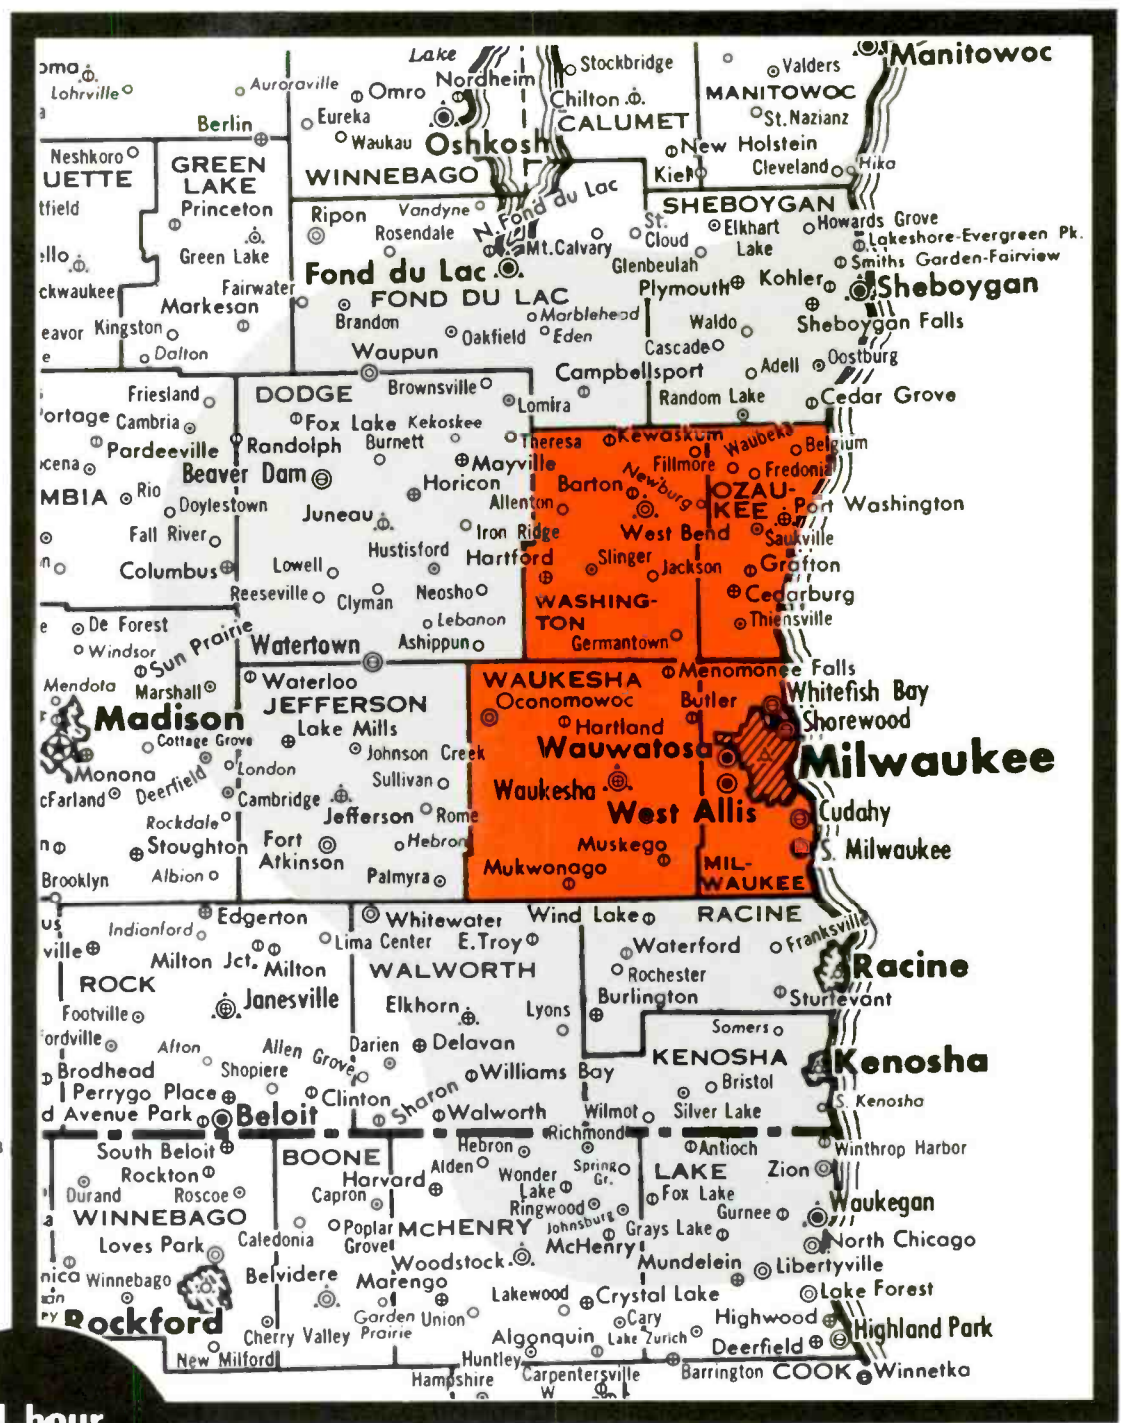 Lake
Manitowoc
Stockbridge
Valders
Lohrville
Auroraville
Nordheim
Omro
Chilton
MANITOWOC
Eureka
St. Nazianz
Berlin
CALUMET
Waukau
Oshkosh
New Holstein
Neshkoro
GREEN
LAKE
WINNEBAGO
Kiel
Cleveland
Hika
UETTE
Princeton
Ripon
Vandyne
N. Fond du Lac
SHEBOYGAN
tfield
Rosendale
St.
Cloud
Elkhart
Lake
Howards Grove
Lakeshore-Evergreen Pk.
Green Lake
Mt.Calvary
Glenbeulah
Smiths Garden-Fairview
Fond du Lac
Plymouth
Kohler
Sheboygan
ckwaukee
Fairwater
FOND DU LAC
Markesan
Brandon
Marblehead
Waldo
Sheboygan Falls
eavor
Kingston
Oakfield
Eden
Cascade
Dalton
Waupun
Adell
Oostburg
Campbellsport
Friesland
DODGE
Brownsville
Random Lake
Cedar Grove
Lomira
ortage
Cambria
Fox Lake
Kekoskee
Theresa
Kewaskum
Waubeka
Belgium
Pardeeville
Randolph
Burnett
Mayville
Fillmore
Fredonia
Beaver Dam
Barton
Newburg
OZAU-
KEE
MBIA
Rio
Horicon
Allenton
Port Washington
Doylestown
Juneau
West Bend
Saukville
Fall River
Iron Ridge
Hustisford
Hartford
Slinger
Jackson
Grafton
Columbus
Lowell
Reeseville
Clyman
Neosho
WASHING-
TON
Cedarburg
De Forest
Lebanon
Thiensville
Windsor
Sun Prairie
Watertown
Ashippun
Germantown
Menomonee Falls
Mendota
Marshall
Waterloo
WAUKESHA
Whitefish Bay
JEFFERSON
Oconomowoc
Butler
Madison
Lake Mills
Hartland
Shorewood
Cottage Grove
Johnson Creek
Wauwatosa
Milwaukee
Monona
London
Sullivan
Waukesha
cFarland
Deerfield
Cambridge
Jefferson
Rome
West Allis
Cudahy
Rockdale
Stoughton
Fort
Atkinson
Hebron
Muskego
S. Milwaukee
Mukwonago
MIL-
WAUKEE
Brooklyn
Albion
Palmyra
us
Edgerton
Whitewater
Wind Lake
RACINE
Indianford
Lima Center
E.Troy
Franksville
ville
Waterford
Milton Jct.
Milton
WALWORTH
Rochester
Racine
ROCK
Janesville
Elkhorn
Burlington
Sturtevant
Footville
Lyons
Somers
ordville
Afton
Allen Grove
Darien
Delavan
KENOSHA
Kenosha
Brodhead
Shopiere
Williams Bay
Bristol
Perrygo Place
Clinton
Sharon
Silver Lake
S. Kenosha
d Avenue Park
Beloit
Walworth
Wilmot
Richmond
South Beloit
Hebron
Antioch
Winthrop Harbor
BOONE
Rockton
Harvard
Alden
Wonder
Lake
Spring
Gr.
LAKE
Zion
Durand
Roscoe
Capron
Fox Lake
Ringwood
Gurnee
Waukegan
WINNEBAGO
Caledonia
Poplar
Grove
McHENRY
Johnsburg
Grays Lake
North Chicago
Loves Park
McHenry
Woodstock
Mundelein
Libertyville
nica
Winnebago
Belvidere
Marengo
Lakewood
Crystal Lake
Lake Forest
Rockford
Garden
Prairie
Union
Cary
Highwood
Highland Park
Cherry Valley
Algonquin
Lake Zurich
Deerfield
New Milford
Huntley
Hampshire
Carpentersville
Barrington
COOK
Winnetka
hour